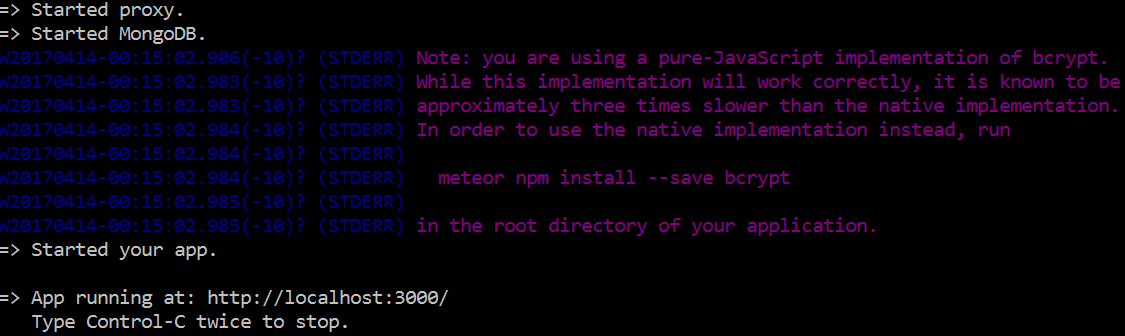 => Started proxy.
=> Started MongoDB.
W20170414-00:15:02.906(-10)? (STDERR) Note: you are using a pure-JavaScript implementation of bcrypt.
W20170414-00:15:02.983(-10)? (STDERR) While this implementation will work correctly, it is known to be
W20170414-00:15:02.983(-10)? (STDERR) approximately three times slower than the native implementation.
W20170414-00:15:02.984(-10)? (STDERR) In order to use the native implementation instead, run
W20170414-00:15:02.984(-10)? (STDERR)
W20170414-00:15:02.984(-10)? (STDERR)   meteor npm install --save bcrypt
W20170414-00:15:02.985(-10)? (STDERR)
W20170414-00:15:02.985(-10)? (STDERR) in the root directory of your application.
=> Started your app.
=> App running at: http://localhost:3000/
   Type Control-C twice to stop.